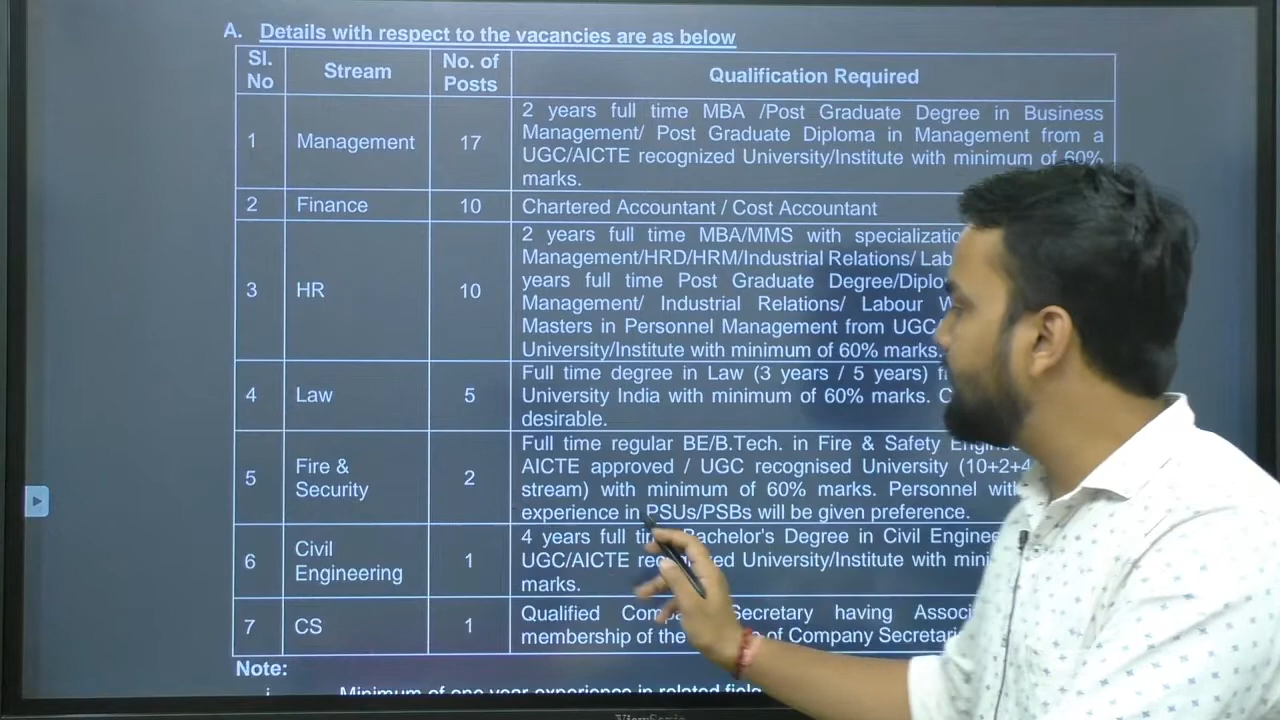 A. Details with respect to the vacancies are as below
Sl. No Stream No. of Posts Qualification Required
1 Management 17 2 years full time MBA /Post Graduate Degree in Business
Management/ Post Graduate Diploma in Management from a
UGC/AICTE recognized University/Institute with minimum of 60%
marks.
2 Finance 10 Chartered Accountant / Cost Accountant
3 HR 10 2 years full time MBA/MMS with
Management/HRD/HRM/Industrial Relations/
years full time Post Graduate
Management/ Industrial Relations/ Labour
Masters in Personnel Management from
University/Institute with minimum of 60% marks.
4 Law 5 Full time degree in Law (3 years / 5 years)
University India with minimum of 60% marks.
desirable.
5 Fire & Security 2 Full time regular BE/B.Tech. in Fire & Safety
AICTE approved / UGC recognised University (10+2+4
stream) with minimum of 60% marks. Personnel
experience in PSUs/PSBs will be given preference.
6 Civil Engineering 1 4 years full Bachelor's Degree in Civil
UGC/AICTE University/Institute with
marks.
7 CS 1 Qualified Secretary having
membership of the of Company
Note:
i Minimum of one year experience in related field
ViewSonic